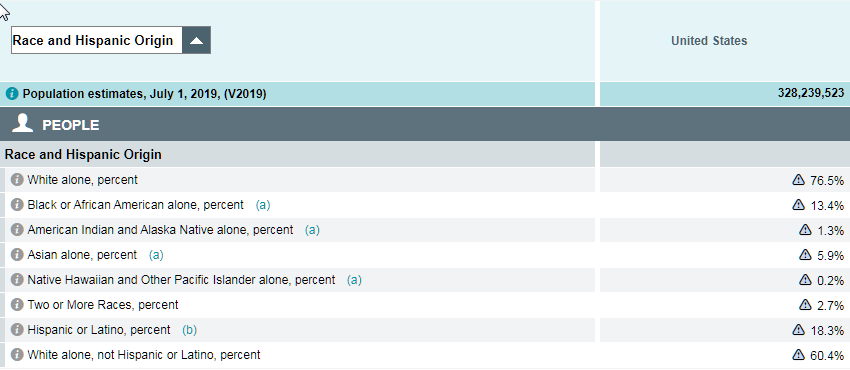 Race and Hispanic Origin United States
Population estimates, July 1, 2019, (V2019) 328,239,523
PEOPLE
Race and Hispanic Origin
White alone, percent 76.5%
Black or African American alone, percent (a) 13.4%
American Indian and Alaska Native alone, percent (a) 1.3%
Asian alone, percent (a) 5.9%
Native Hawaiian and Other Pacific Islander alone, percent (a) 0.2%
Two or More Races, percent 2.7%
Hispanic or Latino, percent (b) 18.3%
White alone, not Hispanic or Latino, percent 60.4%